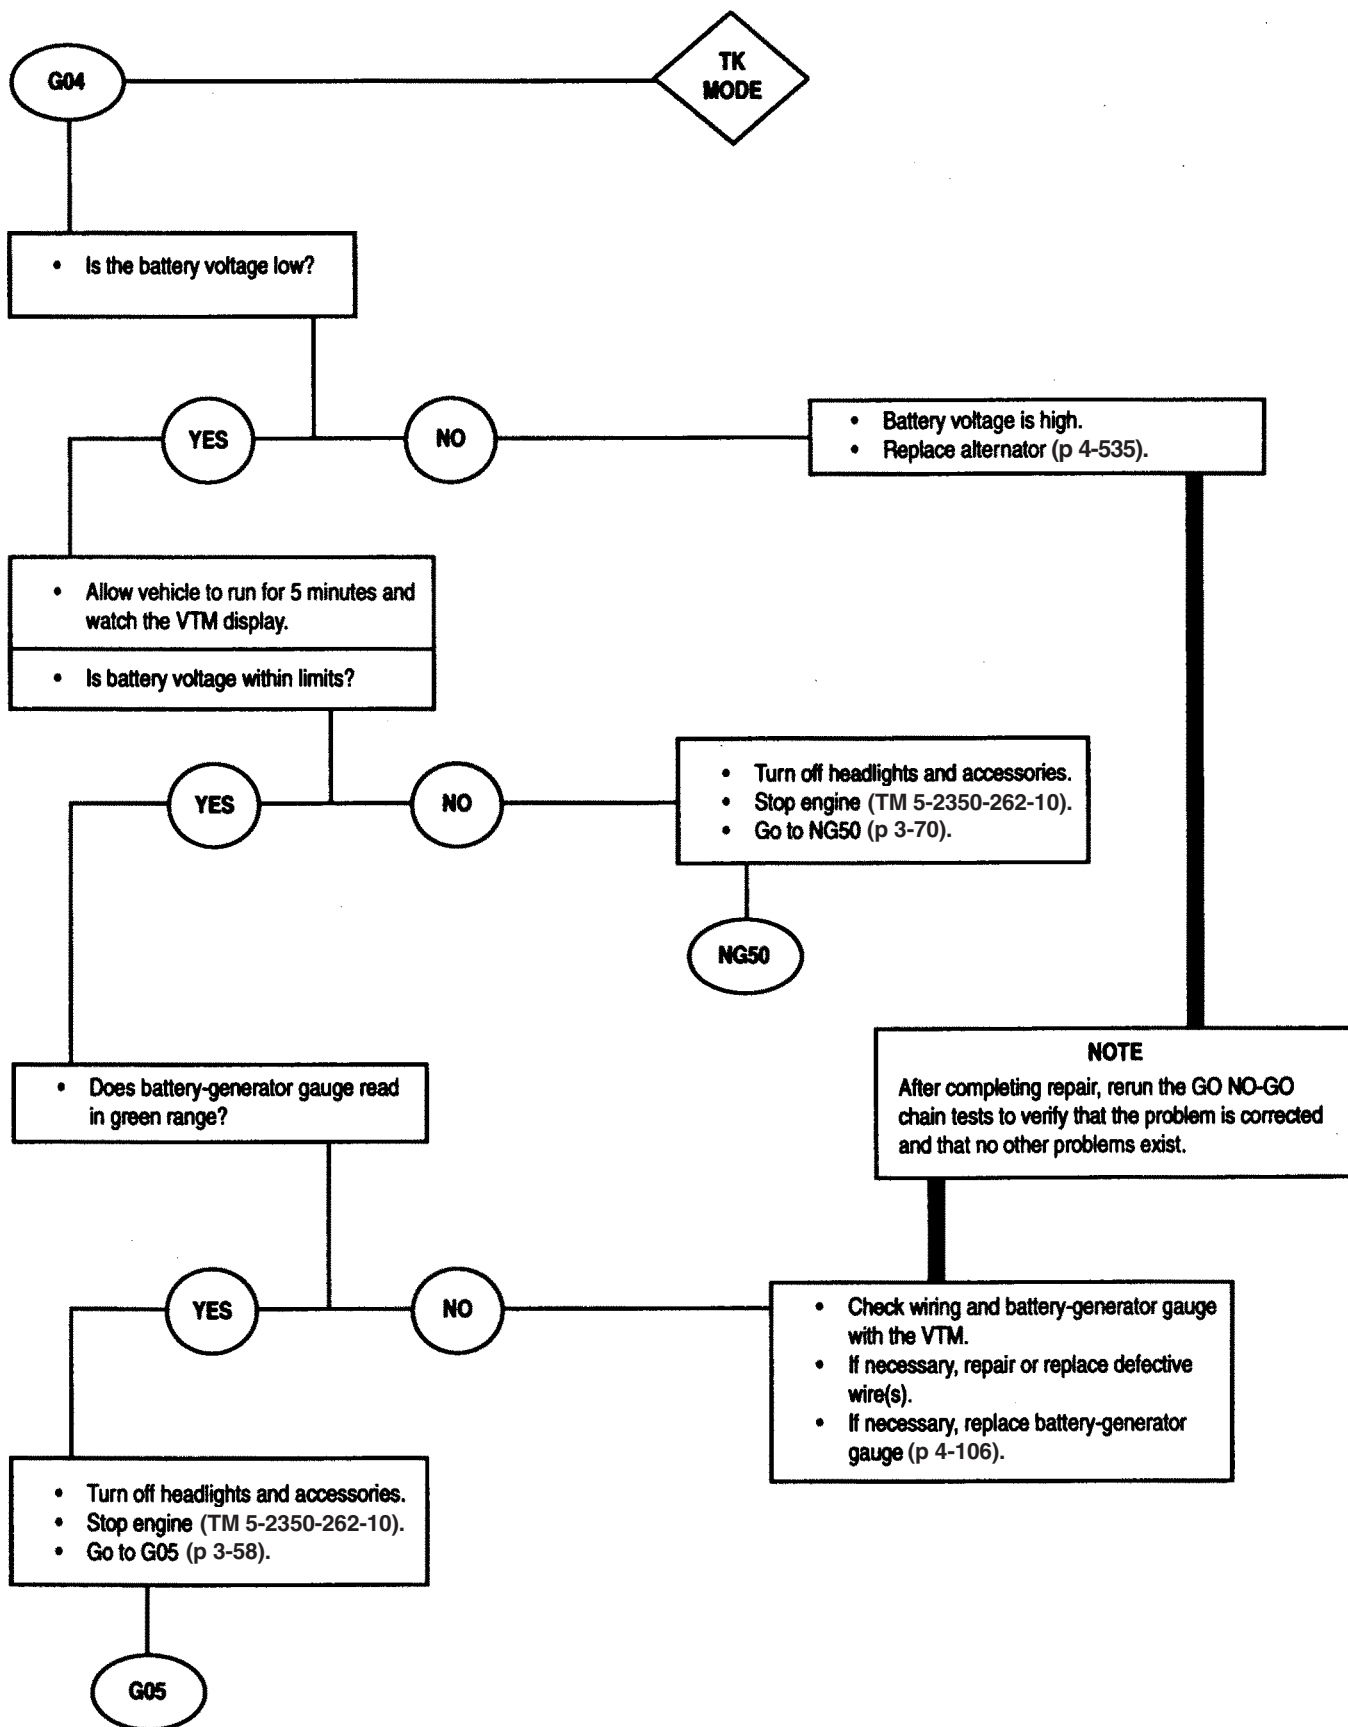 G04
TK
MODE
• Is the battery voltage low?
YES
NO
• Battery voltage is high.
• Replace alternator (p 4-535).
• Allow vehicle to run for 5 minutes and
watch the VTM display.
• Is battery voltage within limits?
YES
NO
• Turn off headlights and accessories.
• Stop engine (TM 5-2350-262-10).
• Go to NG50 (p 3-70).
NG50
• Does battery-generator gauge read
in green range?
NOTE
After completing repair, rerun the GO NO-GO
chain tests to verify that the problem is corrected
and that no other problems exist.
YES
NO
• Check wiring and battery-generator gauge
with the VTM.
• If necessary, repair or replace defective
wire(s).
• If necessary, replace battery-generator
gauge (p 4-106).
• Turn off headlights and accessories.
• Stop engine (TM 5-2350-262-10).
• Go to G05 (p 3-58).
G05